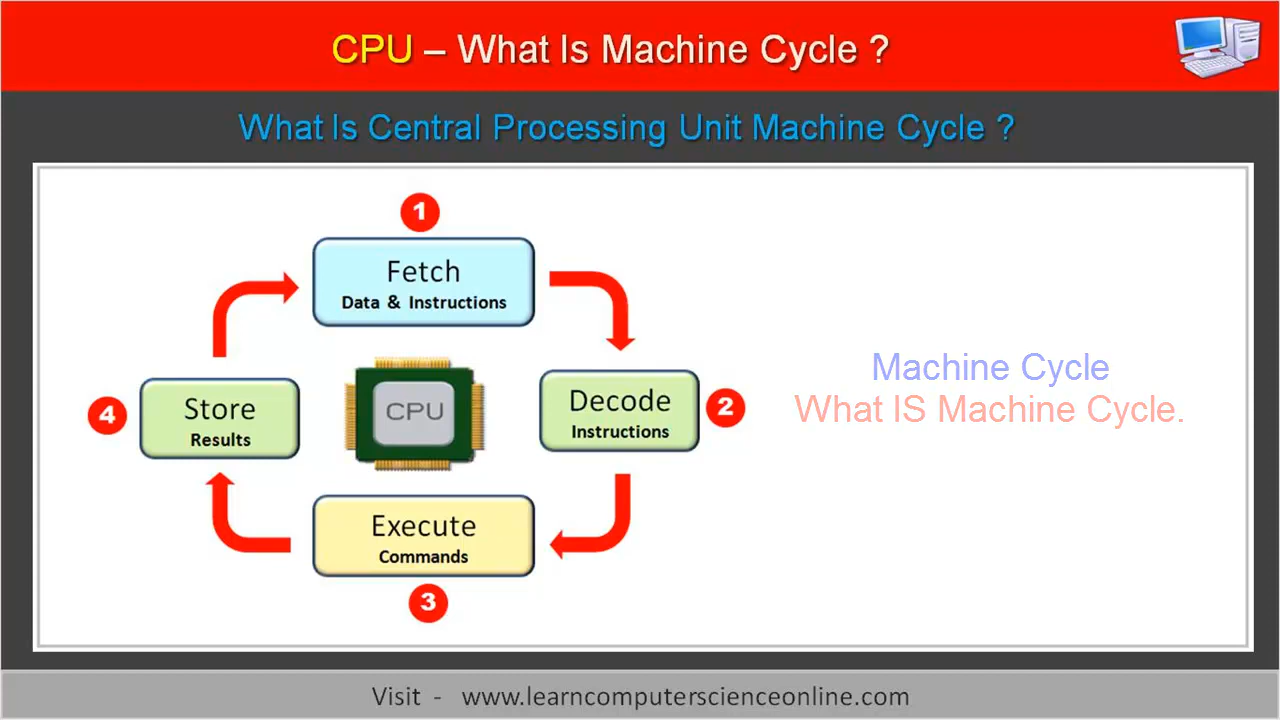 CPU – What Is Machine Cycle ?
What Is Central Processing Unit Machine Cycle ?
1
Fetch
Data & Instructions
Decode
Instructions
2
Machine Cycle
What IS Machine Cycle.
4
Store
Results
CPU
Execute
Commands
3
Visit - www.learncomputerscienceonline.com